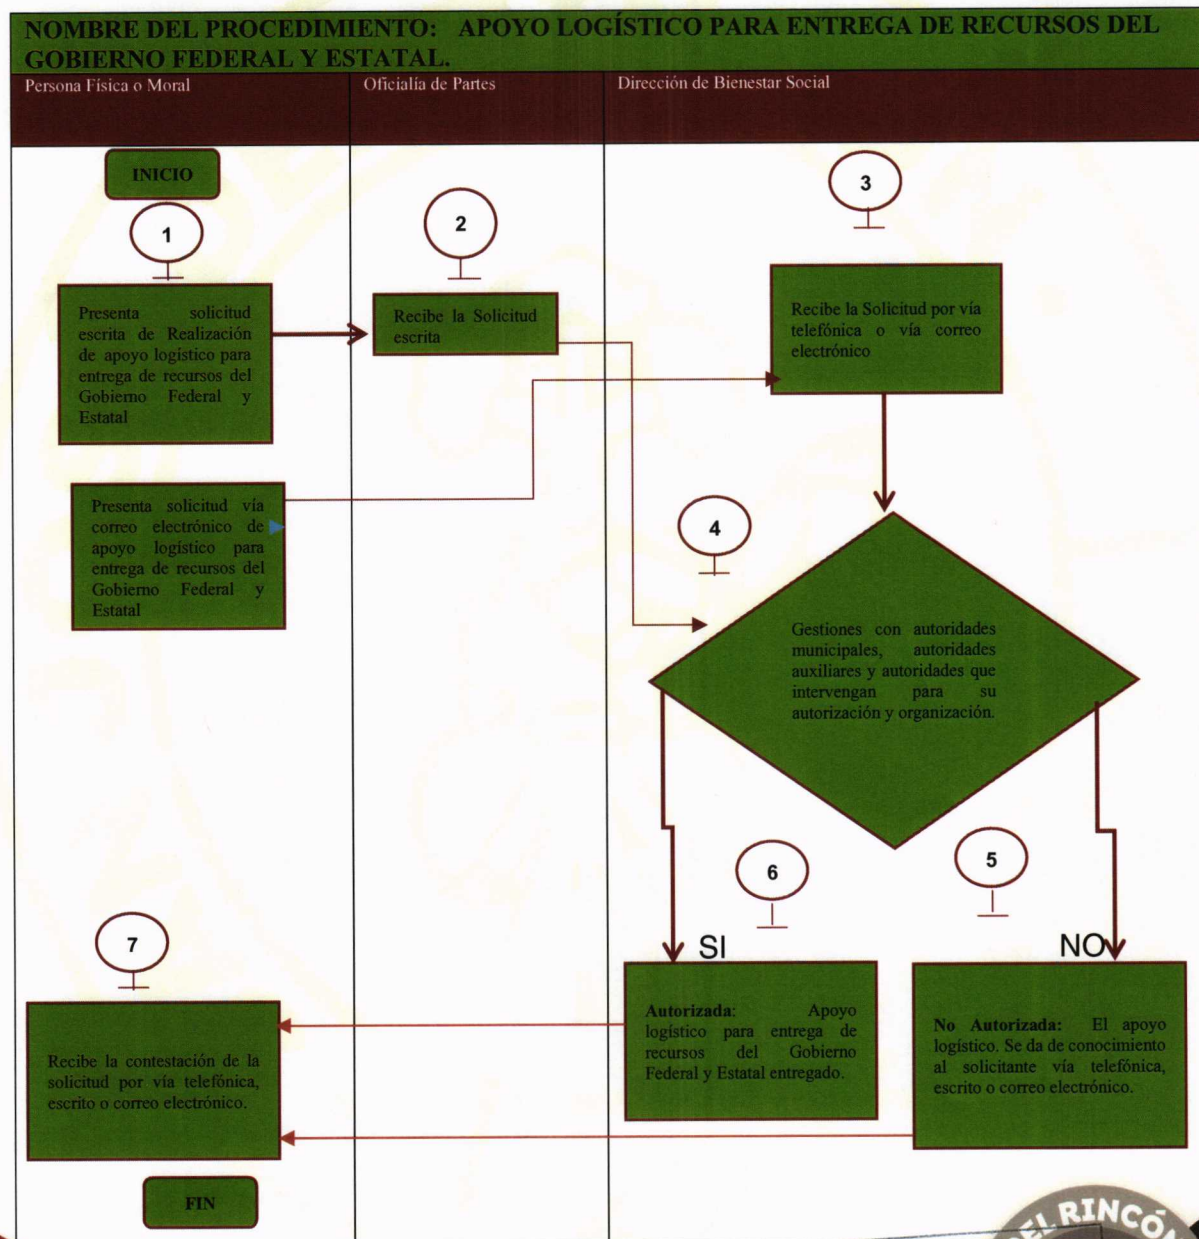 NOMBRE DEL PROCEDIMIENTO: APOYO LOGÍSTICO PARA ENTREGA DE RECURSOS DEL
GOBIERNO FEDERAL Y ESTATAL.
Persona Física o Moral
Oficialía de Partes
Dirección de Bienestar Social
INICIO
1
2
3
Presenta solicitud
escrita de Realización
de apoyo logístico para
entrega de recursos del
Gobierno Federal y
Estatal
Recibe la Solicitud
escrita
Recibe la Solicitud por vía
telefónica o vía correo
electrónico
Presenta solicitud vía
correo electrónico de
apoyo logístico para
entrega de recursos del
Gobierno Federal y
Estatal
4
Gestiones con autoridades
municipales, autoridades
auxiliares y autoridades que
intervengan para su
autorización y organización.
6
5
7
SI
NO
Autorizada: Apoyo
logístico para entrega de
recursos del Gobierno
Federal y Estatal entregado.
No Autorizada: El apoyo
logístico. Se da de conocimiento
al solicitante vía telefónica,
escrito o correo electrónico.
Recibe la contestación de la
solicitud por vía telefónica,
escrito o correo electrónico.
FIN
DEL RINCÓN